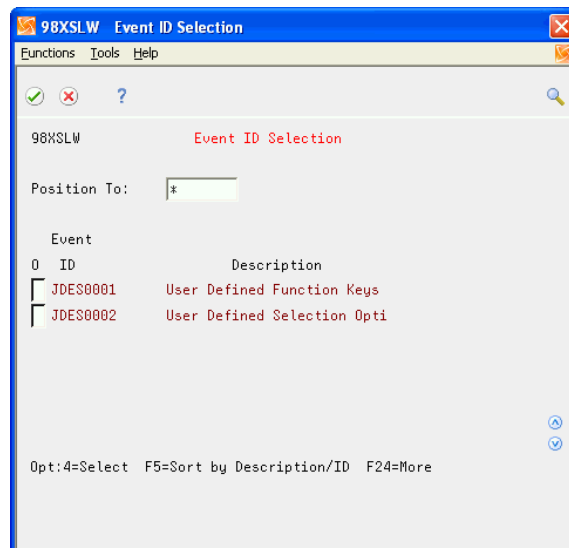 98XSLW Event ID Selection
Functions Tools Help
?
98XSLW Event ID Selection
Position To: *
Event
O ID Description
JDES0001 User Defined Function Keys
JDES0002 User Defined Selection Opti
Opt:4=Select F5=Sort by Description/ID F24=More